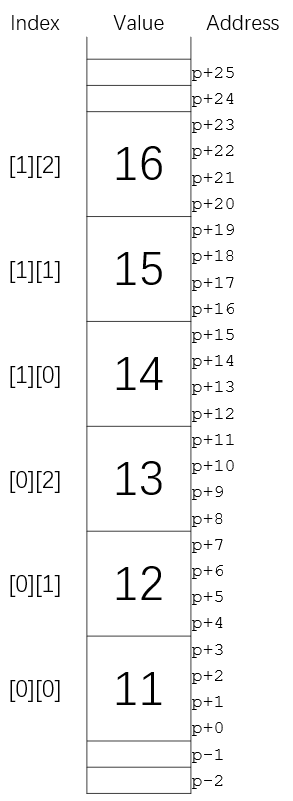 Index Value Address
p+25
p+24
p+23
[1][2] 16 p+22
p+21
p+20
p+19
[1][1] 15 p+18
p+17
p+16
p+15
[1][0] 14 p+14
p+13
p+12
p+11
[0][2] 13 p+10
p+9
p+8
p+7
[0][1] 12 p+6
p+5
p+4
p+3
[0][0] 11 p+2
p+1
p+0
p-1
p-2